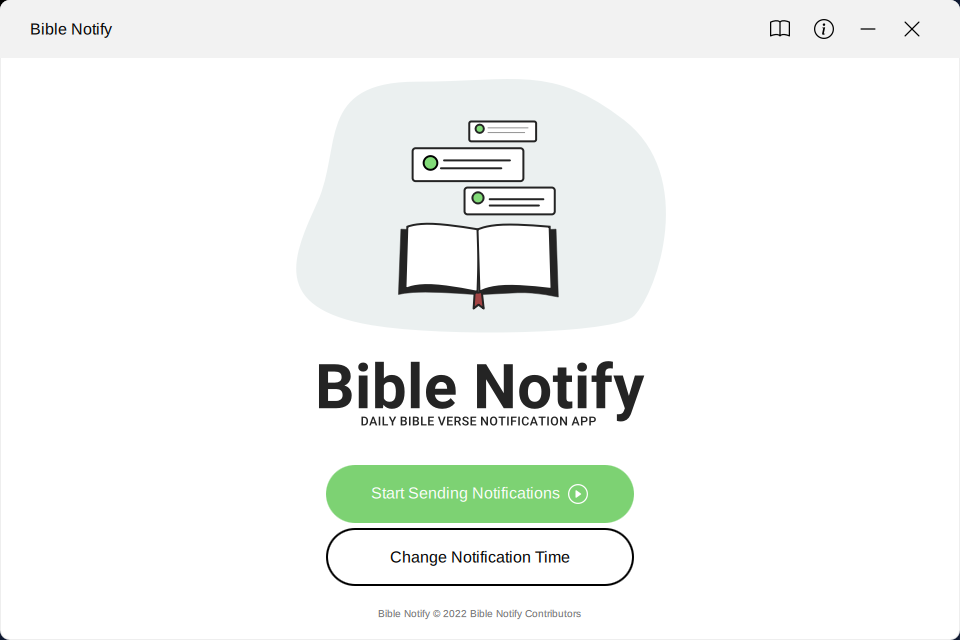 Bible Notify
Bible Notify
DAILY BIBLE VERSE NOTIFICATION APP
Start Sending Notifications
Change Notification Time
Bible Notify © 2022 Bible Notify Contributors